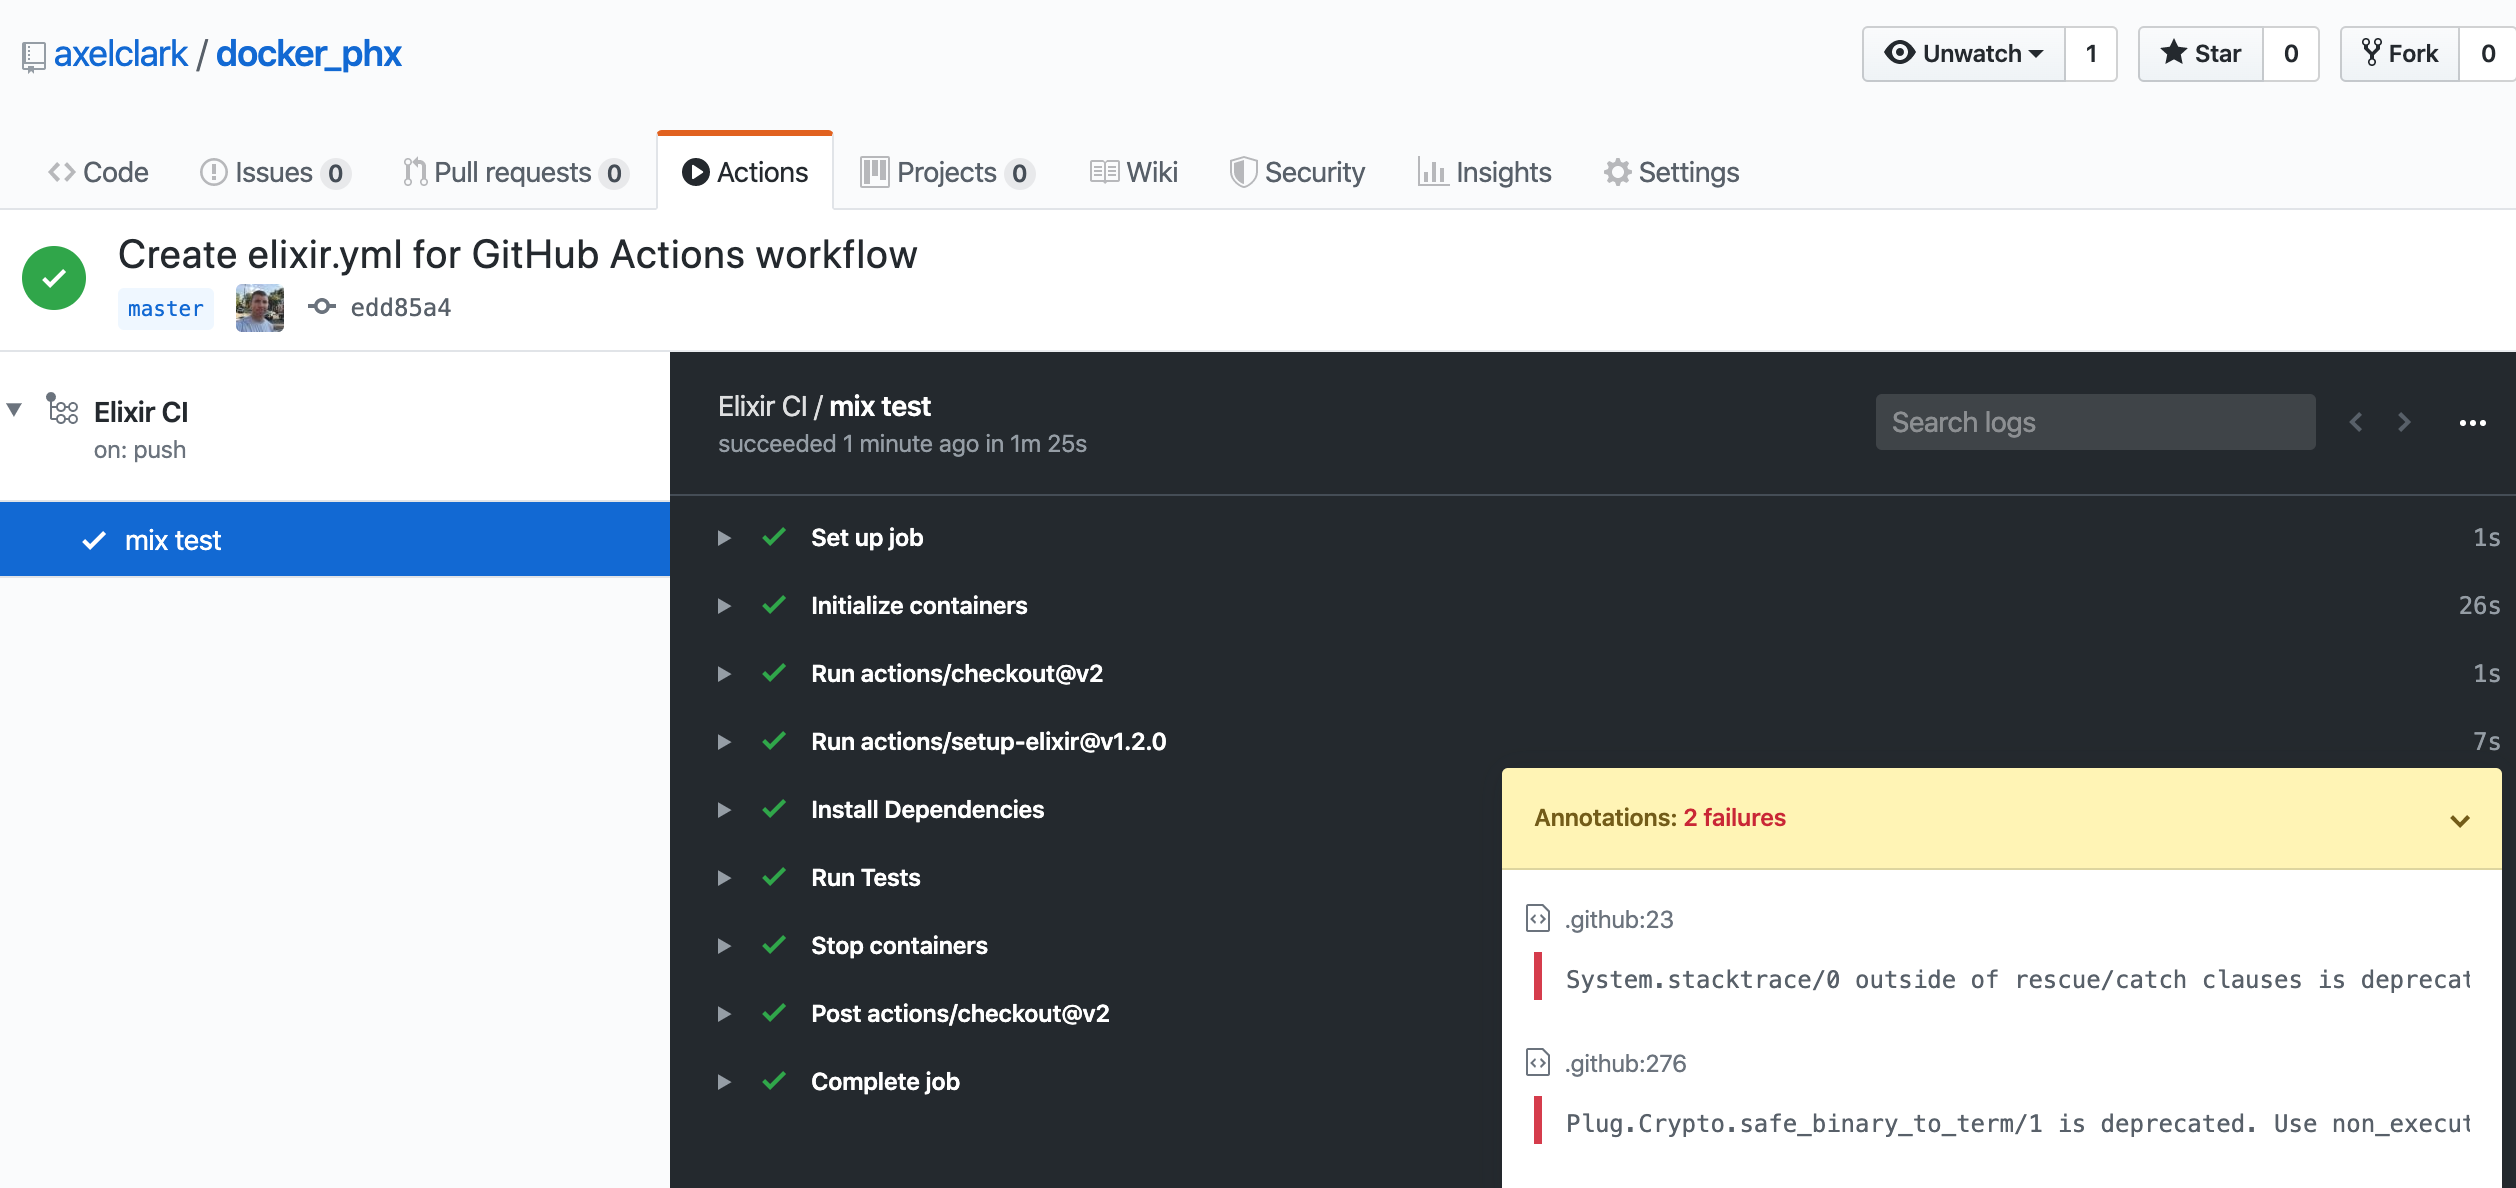 axelclark / docker_phx
Unwatch 1
Star 0
Fork 0
Code
Issues 0
Pull requests 0
Actions
Projects 0
Wiki
Security
Insights
Settings
Create elixir.yml for GitHub Actions workflow
master
edd85a4
Elixir CI
on: push
mix test
Elixir CI / mix test
succeeded 1 minute ago in 1m 25s
Search logs
Set up job 1s
Initialize containers 26s
Run actions/checkout@v2 1s
Run actions/setup-elixir@v1.2.0 7s
Install Dependencies
Run Tests
Stop containers
Post actions/checkout@v2
Complete job
Annotations: 2 failures
.github:23
System.stacktrace/0 outside of rescue/catch clauses is deprecat
.github:276
Plug.Crypto.safe_binary_to_term/1 is deprecated. Use non_execut